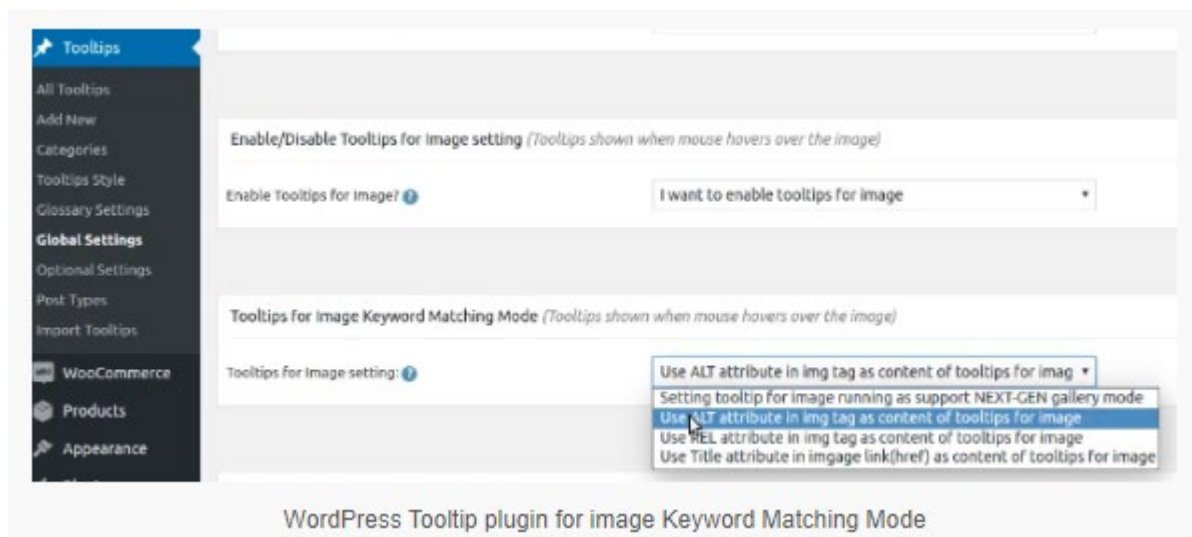 Tooltips
All Tooltips
Add New
Categories
Tooltips Style
Glossary Settings
Global Settings
Optional Settings
Post Types
Import Tooltips
WooCommerce
Products
Appearance
Enable/Disable Tooltips for Image setting (Tooltips shown when mouse hovers over the image)
Enable Tooltips for Image? I want to enable tooltips for image
Tooltips for Image Keyword Matching Mode (Tooltips shown when mouse hovers over the image)
Tooltips for Image setting: Use ALT attribute in img tag as content of tooltips for imag
Setting tooltip for image running as support NEXT-GEN gallery mode
Use ALT attribute in img tag as content of tooltips for image
Use REL attribute in img tag as content of tooltips for image
Use Title attribute in imgage link(href) as content of tooltips for image
WordPress Tooltip plugin for image Keyword Matching Mode